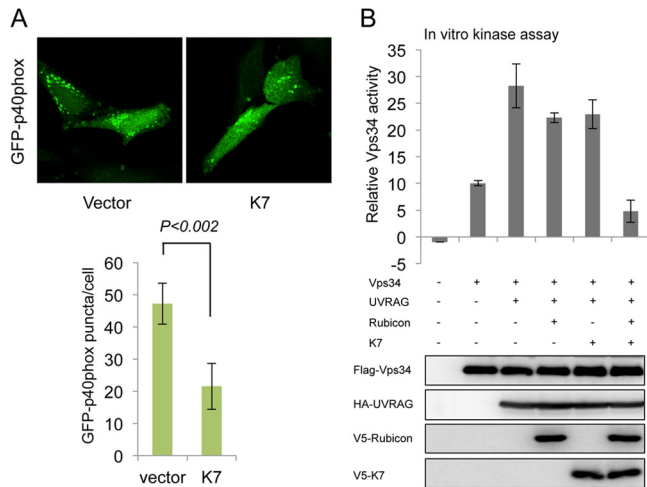 A
GFP-p40phox
Vector
K7
P<0.002
GFP-p40phox puncta/cell
60
50
40
30
20
10
0
vector
K7
B
In vitro kinase assay
Relative Vps34 activity
35
30
25
20
15
10
5
0
-5
Vps34 - + + + + +
UVRAG - - + + + +
Rubicon - - - + - +
K7 - - - - + +
Flag-Vps34
HA-UVRAG
V5-Rubicon
V5-K7